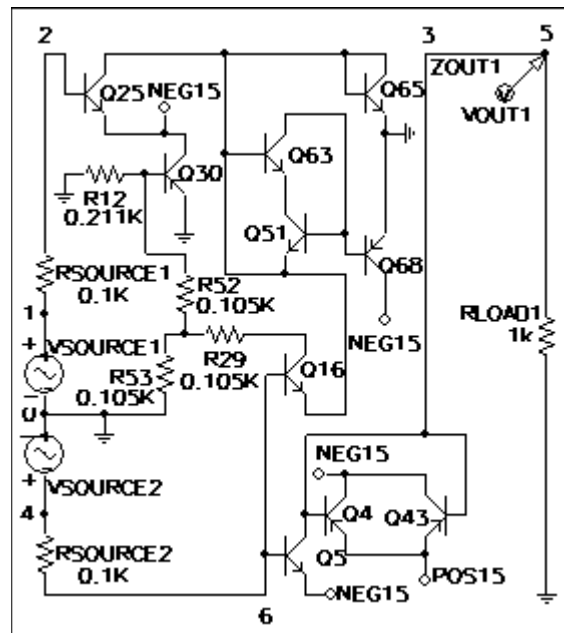 2
3
5
Q25
NEG15
Q65
ZOUT1
V
VOUT1
Q63
Q30
R12
0.211K
Q51
Q68
RSOURCE1
0.1K
R52
0.105K
1
NEG15
RLOAD1
1k
+ VSOURCE1
R29
0.105K
R53
0.105K
Q16
0
+ VSOURCE2
4
NEG15
Q4
Q43
RSOURCE2
0.1K
Q5
NEG15
POS15
6